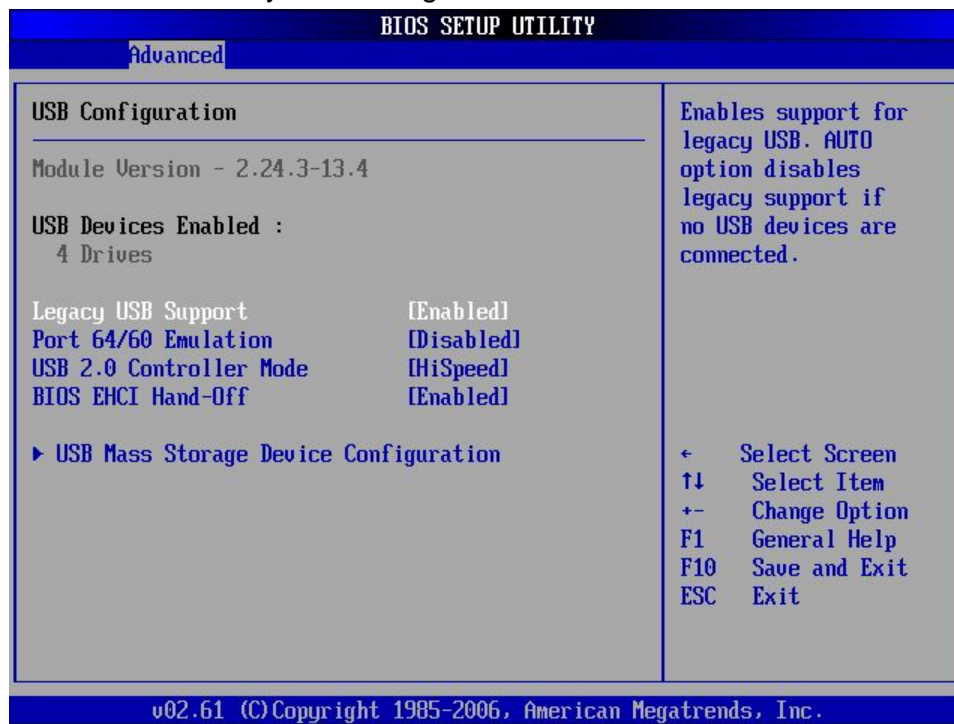 BIOS SETUP UTILITY
Advanced
USB Configuration
Module Version - 2.24.3-13.4
USB Devices Enabled :
4 Drives
Legacy USB Support [Enabled]
Port 64/60 Emulation [Disabled]
USB 2.0 Controller Mode [HiSpeed]
BIOS EHCI Hand-Off [Enabled]
▶ USB Mass Storage Device Configuration
Enables support for
legacy USB. AUTO
option disables
legacy support if
no USB devices are
connected.
← Select Screen
↑↓ Select Item
+- Change Option
F1 General Help
F10 Save and Exit
ESC Exit
v02.61 (C)Copyright 1985-2006, American Megatrends, Inc.